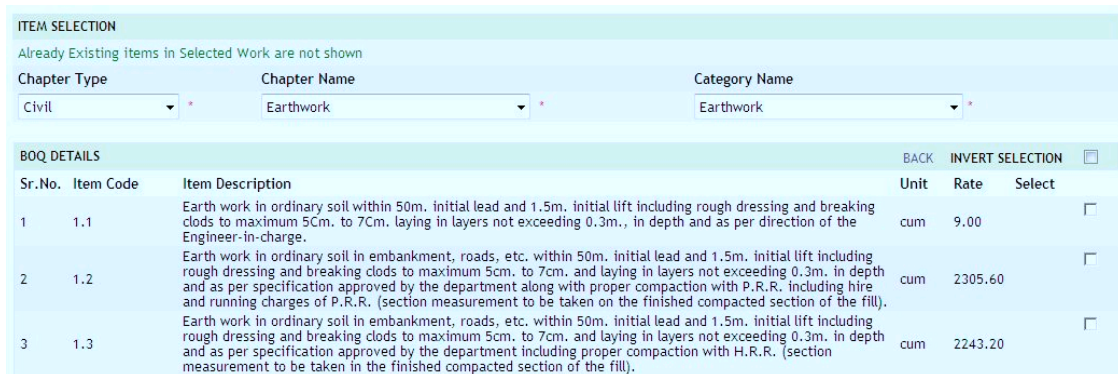 ITEM SELECTION
Already Existing items in Selected Work are not shown
Chapter Type Chapter Name Category Name
Civil * Earthwork * Earthwork *
BOQ DETAILS BACK INVERT SELECTION
Sr.No. Item Code Item Description Unit Rate Select
1 1.1 Earth work in ordinary soil within 50m. initial lead and 1.5m. initial lift including rough dressing and breaking
clods to maximum 5Cm. to 7Cm. laying in layers not exceeding 0.3m., in depth and as per direction of the
Engineer-in-charge. cum 9.00
2 1.2 Earth work in ordinary soil in embankment, roads, etc. within 50m. initial lead and 1.5m. initial lift including
rough dressing and breaking clods to maximum 5cm. to 7cm. and laying in layers not exceeding 0.3m. in depth
and as per specification approved by the department along with proper compaction with P.R.R. including hire
and running charges of P.R.R. (section measurement to be taken on the finished compacted section of the fill). cum 2305.60
3 1.3 Earth work in ordinary soil in embankment, roads, etc. within 50m. initial lead and 1.5m. initial lift including
rough dressing and breaking clods to maximum 5cm. to 7cm. and laying in layers not exceeding 0.3m. in depth
and as per specification approved by the department including proper compaction with H.R.R. (section
measurement to be taken in the finished compacted section of the fill). cum 2243.20